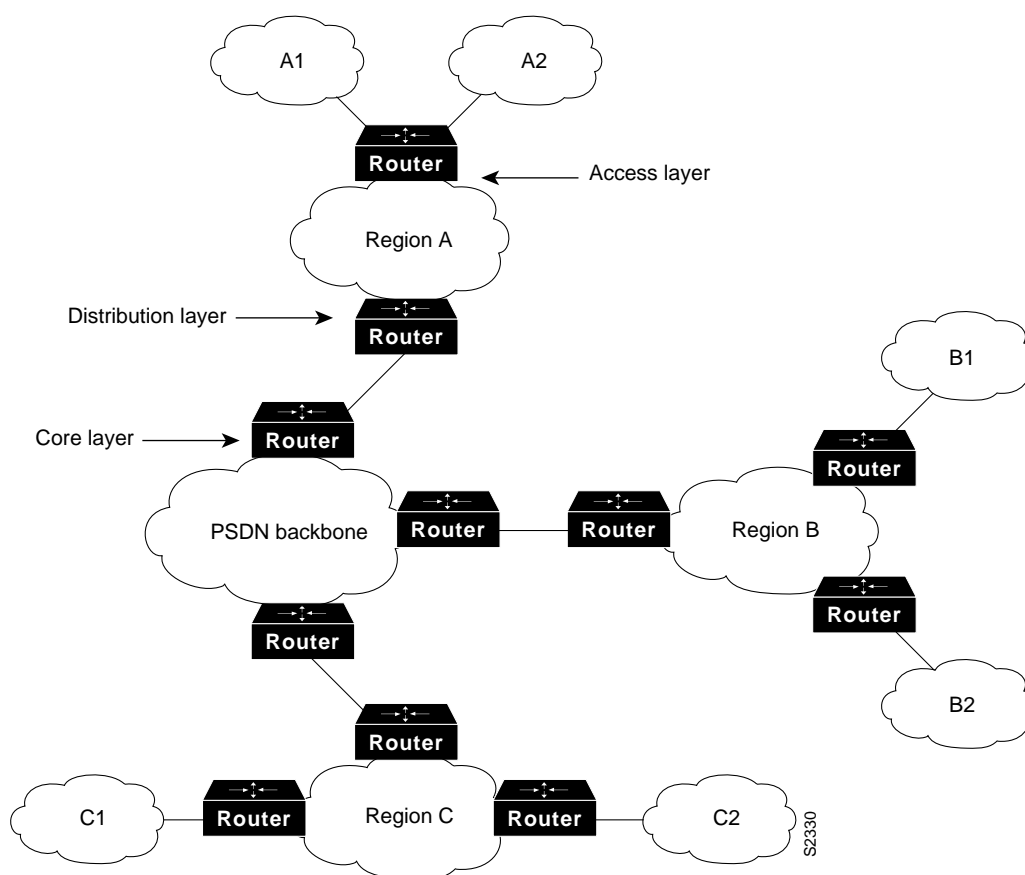 A1
A2
Router
Access layer
Region A
Distribution layer
Router
B1
Core layer
Router
Router
PSDN backbone
Router
Router
Region B
Router
Router
B2
Router
C1
Router
Region C
Router
C2
S2330